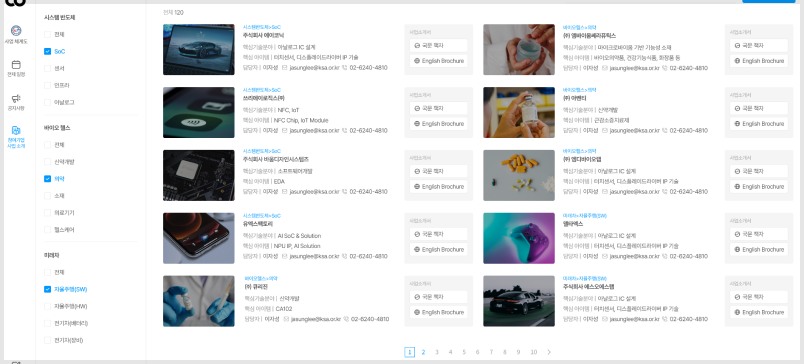 사업 체계도
전체 일정
공지사항
참여기업
사업 소개
시스템 반도체
전체
SoC
센서
인프라
아날로그
바이오 헬스
전체
신약개발
의약
소재
의료기기
헬스케어
미래차
전체
자율주행(SW)
자율주행(HW)
전기차(배터리)
전기차(정비)
전체 120
시스템반도체>SoC
주식회사 에이코닉
핵심기술분야 | 아날로그 IC 설계
핵심 아이템 | 터치센서, 디스플레이드라이버 IP 기술
담당자 | 이자성 jasunglee@ksa.or.kr 02-6240-4810
사업소개서
국문 책자
English Brochure
바이오헬스>의약
㈜ 엠바이옴쎄라퓨틱스
핵심기술분야 | 마이크로바이옴 기반 기능성 소재
핵심 아이템 | 바이오의약품, 건강기능식품, 화장품 등
담당자 | 이자성 jasunglee@ksa.or.kr 02-6240-4810
사업소개서
국문 책자
English Brochure
시스템반도체>SoC
쓰리에이로직스㈜
핵심기술분야 | NFC, IoT
핵심 아이템 | NFC Chip, IoT Module
담당자 | 이자성 jasunglee@ksa.or.kr 02-6240-4810
사업소개서
국문 책자
English Brochure
바이오헬스>의약
㈜ 아벤티
핵심기술분야 | 신약개발
핵심 아이템 | 근감소증치료제
담당자 | 이자성 jasunglee@ksa.or.kr 02-6240-4810
사업소개서
국문 책자
English Brochure
시스템반도체>SoC
주식회사 바움디자인시스템즈
핵심기술분야 | 소프트웨어개발
핵심 아이템 | EDA
담당자 | 이자성 jasunglee@ksa.or.kr 02-6240-4810
사업소개서
국문 책자
English Brochure
바이오헬스>의약
㈜ 엠디바이오랩
핵심기술분야 | 아날로그 IC 설계
핵심 아이템 | 터치센서, 디스플레이드라이버 IP 기술
담당자 | 이자성 jasunglee@ksa.or.kr 02-6240-4810
사업소개서
국문 책자
English Brochure
시스템반도체>SoC
유엑스팩토리
핵심기술분야 | AI SoC & Solution
핵심 아이템 | NPU IP, AI Solution
담당자 | 이자성 jasunglee@ksa.or.kr 02-6240-4810
사업소개서
국문 책자
English Brochure
미래차>자율주행(SW)
핵심기술분야 | 아날로그 IC 설계
핵심 아이템 | 터치센서, 디스플레이드라이버 IP 기술
담당자 | 이자성 jasunglee@ksa.or.kr 02-6240-4810
사업소개서
국문 책자
English Brochure
바이오헬스>의약
㈜ 큐리진
핵심기술분야 | 신약개발
핵심 아이템 | CA102
담당자 | 이자성 jasunglee@ksa.or.kr 02-6240-4810
사업소개서
국문 책자
English Brochure
미래차>자율주행(SW)
주식회사 에스오에스랩
핵심기술분야 | 아날로그 IC 설계
핵심 아이템 | 터치센서, 디스플레이드라이버 IP 기술
담당자 | 이자성 jasunglee@ksa.or.kr 02-6240-4810
사업소개서
국문 책자
English Brochure
1 2 3 4 5 6 7 8 9 10